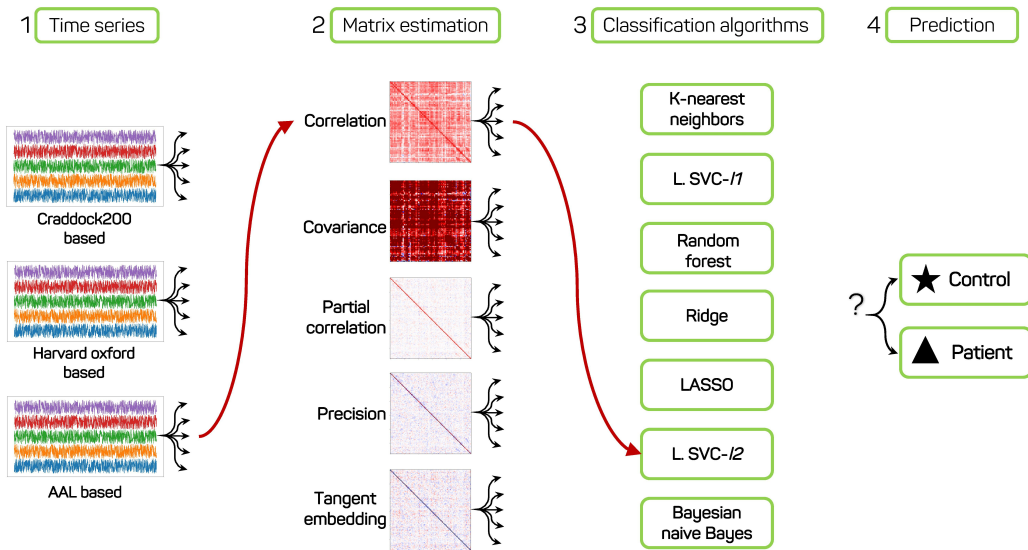 1 Time series
2 Matrix estimation
3 Classification algorithms
4 Prediction
Craddock200
based
Harvard oxford
based
AAL based
Correlation
Covariance
Partial
correlation
Precision
Tangent
embedding
K-nearest
neighbors
L. SVC-l1
Random
forest
Ridge
LASSO
L. SVC-l2
Bayesian
naive Bayes
?
Control
Patient